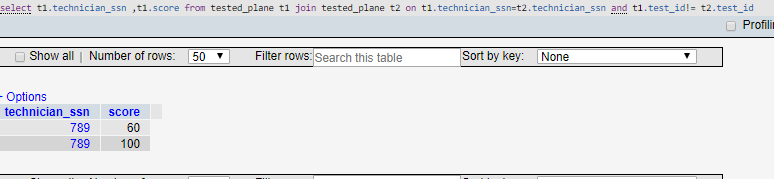 select t1.technician_ssn ,t1.score from tested_plane t1 join tested_plane t2 on t1.technician_ssn=t2.technician_ssn and t1.test_id!= t2.test_id
Show all | Number of rows: 50 Filter rows: Search this table Sort by key: None
+ Options
technician_ssn score
789 60
789 100